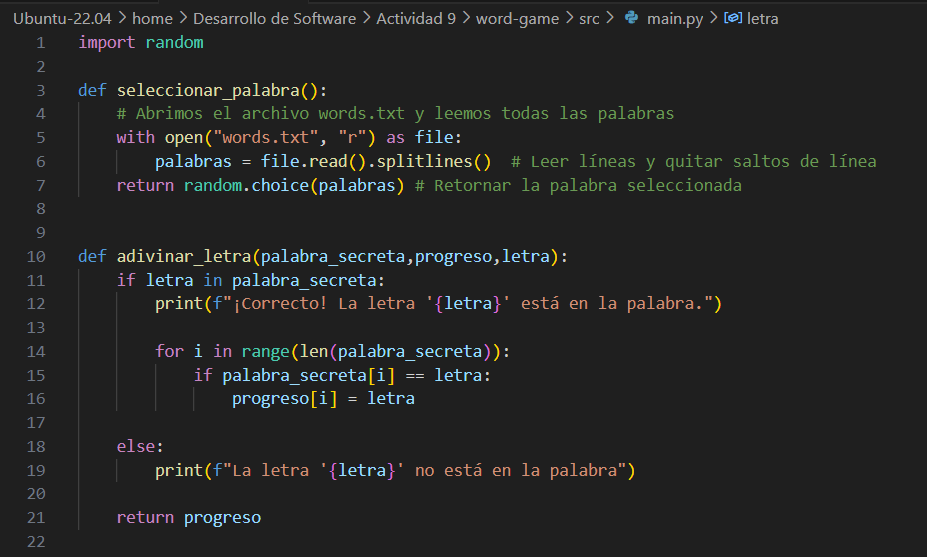 Ubuntu-22.04 > home > Desarrollo de Software > Actividad 9 > word-game > src > main.py > letra
1 import random
2
3 def seleccionar_palabra():
4     # Abrimos el archivo words.txt y leemos todas las palabras
5     with open("words.txt", "r") as file:
6         palabras = file.read().splitlines()  # Leer líneas y quitar saltos de línea
7     return random.choice(palabras) # Retornar la palabra seleccionada
8
9
10 def adivinar_letra(palabra_secreta,progreso,letra):
11     if letra in palabra_secreta:
12         print(f"¡Correcto! La letra '{letra}' está en la palabra.")
13
14         for i in range(len(palabra_secreta)):
15             if palabra_secreta[i] == letra:
16                 progreso[i] = letra
17
18     else:
19         print(f"La letra '{letra}' no está en la palabra")
20
21     return progreso
22